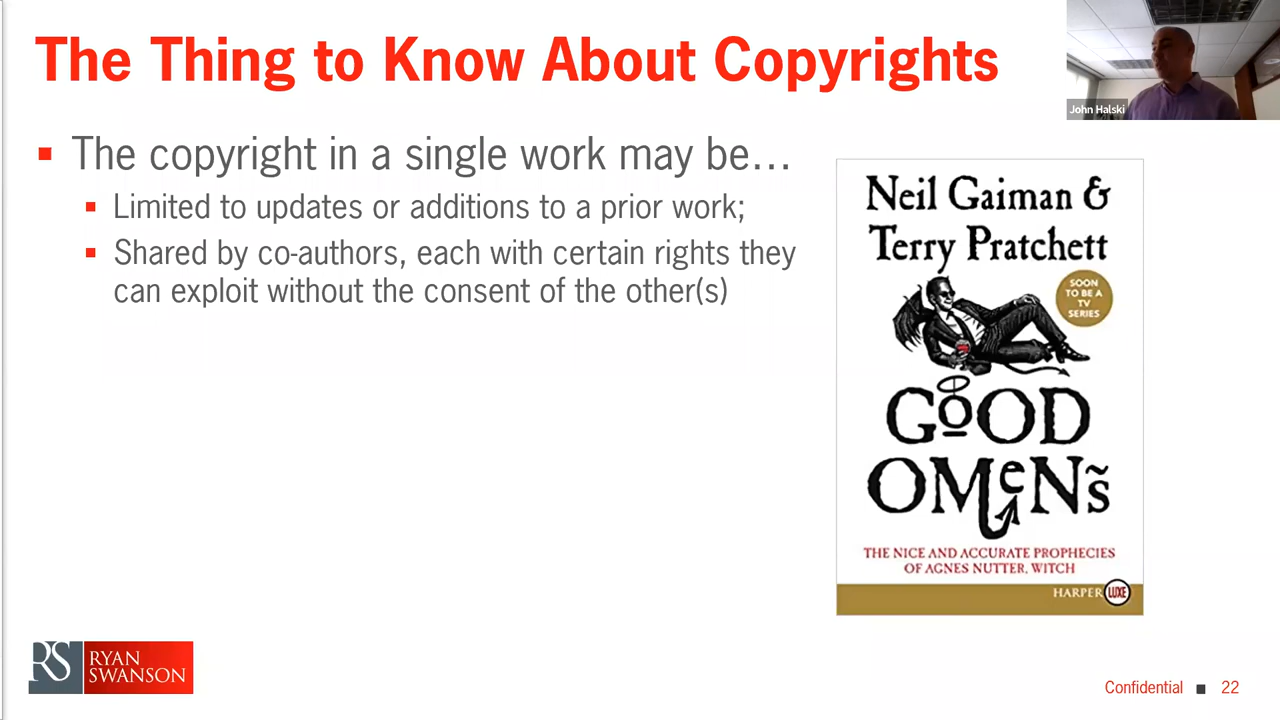 The Thing to Know About Copyrights
John Halski
The copyright in a single work may be…
Limited to updates or additions to a prior work;
Shared by co-authors, each with certain rights they
can exploit without the consent of the other(s)
Neil Gaiman &
Terry Pratchett
SOON
TO BE A
TV
SERIES
GOOD
OMENS
THE NICE AND ACCURATE PROPHECIES
OF AGNES NUTTER, WITCH
HARPER LUXE
RS RYAN
SWANSON
Confidential ■ 22